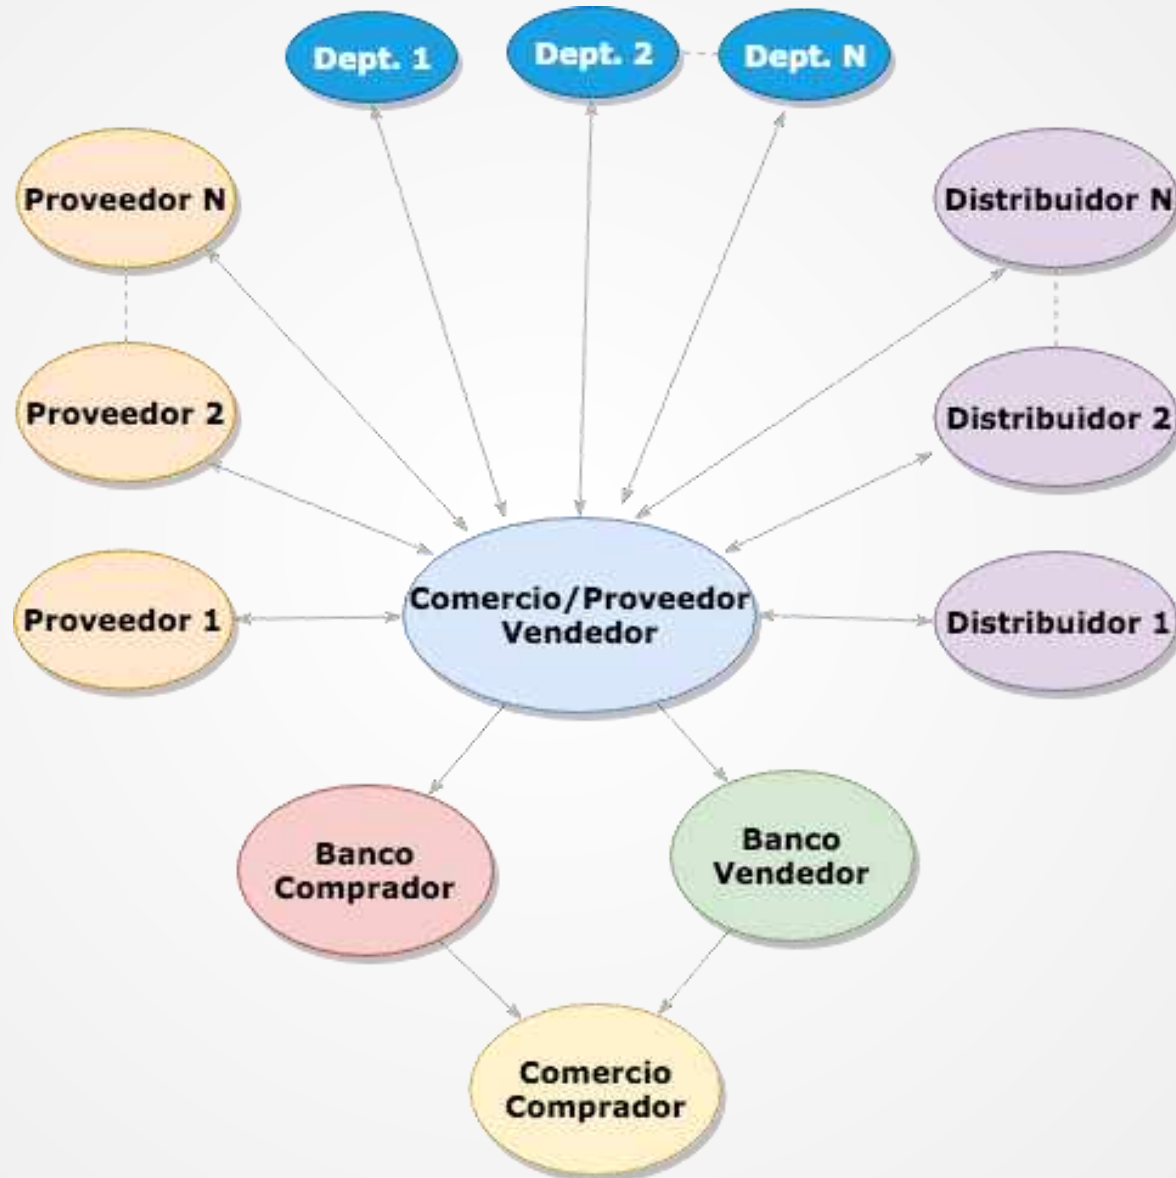 Dept. 1
Dept. 2
Dept. N
Proveedor N
Distribuidor N
Proveedor 2
Distribuidor 2
Proveedor 1
Comercio/Proveedor
Vendedor
Distribuidor 1
Banco
Comprador
Banco
Vendedor
Comercio
Comprador